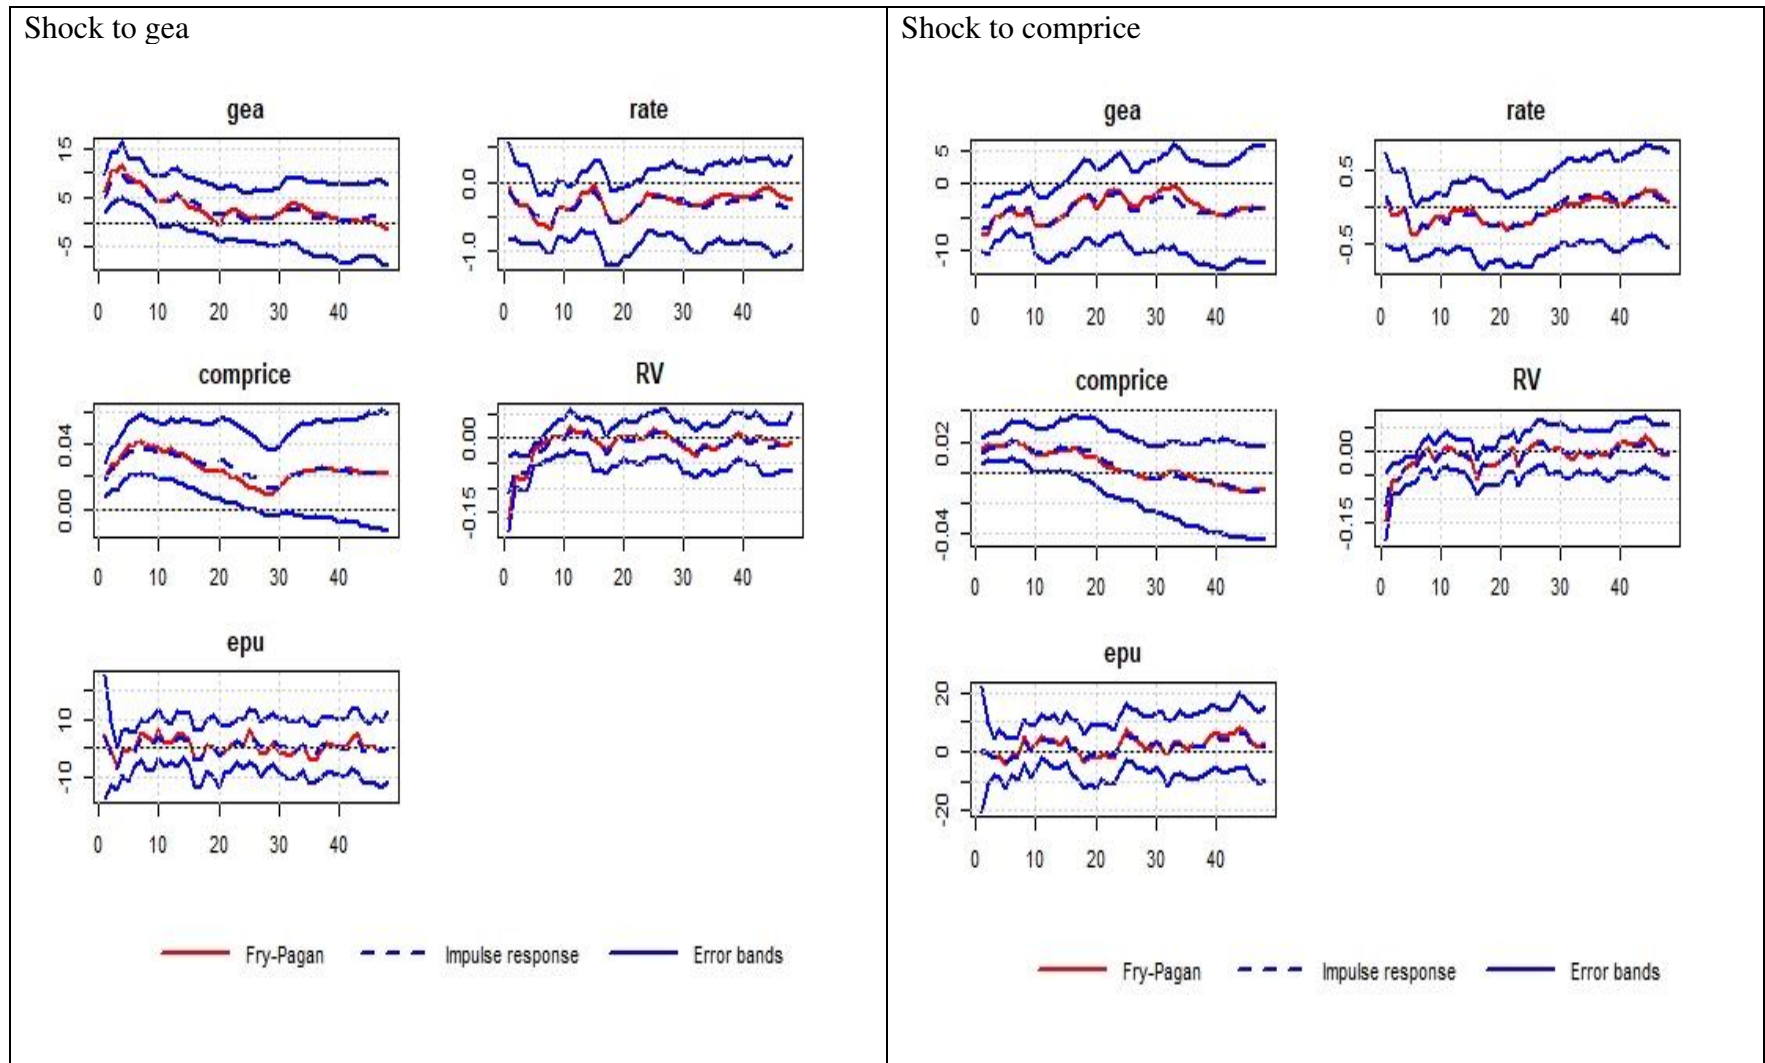 Shock to gea
gea
15
5
-5
0 10 20 30 40
rate
0.0
-1.0
0 10 20 30 40
comprice
0.04
0.00
0 10 20 30 40
RV
0.00
-0.15
0 10 20 30 40
epu
10
-10
0 10 20 30 40
Fry-Pagan Impulse response Error bands
Shock to comprice
gea
5
0
-10
0 10 20 30 40
rate
0.5
-0.5
0 10 20 30 40
comprice
0.02
-0.04
0 10 20 30 40
RV
0.00
-0.15
0 10 20 30 40
epu
20
0
-20
0 10 20 30 40
Fry-Pagan Impulse response Error bands